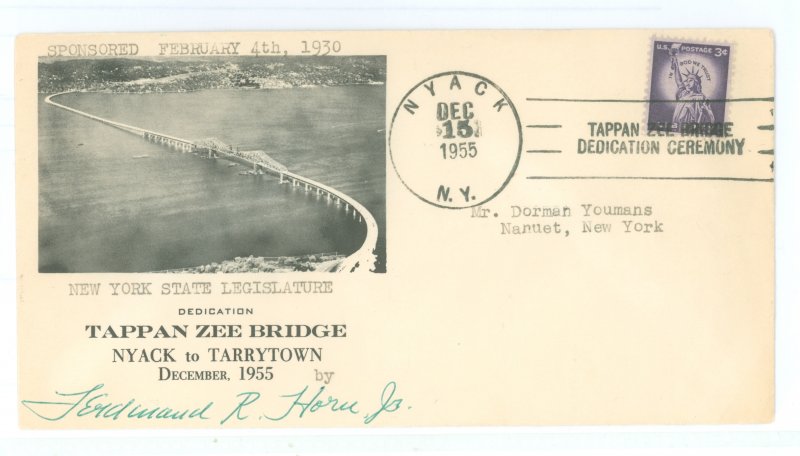 SPONSORED FEBRUARY 4th, 1930
NEW YORK STATE LEGISLATURE
DEDICATION
TAPPAN ZEE BRIDGE
NYACK to TARRYTOWN
DECEMBER, 1955 by
Ferdinand R. Horn, Jr.
NYACK
DEC
15
1955
N.Y.
U.S. POSTAGE 3¢
IN GOD WE TRUST
TAPPAN ZEE BRIDGE
DEDICATION CEREMONY
Mr. Dorman Youmans
Nanuet, New York